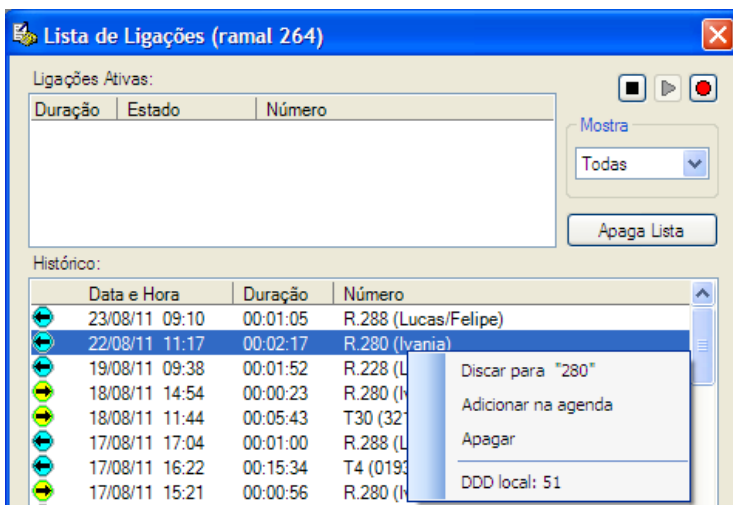 Lista de Ligações (ramal 264)
Ligações Ativas:
Duração Estado Número
Mostra
Todas
Apaga Lista
Histórico:
Data e Hora Duração Número
23/08/11 09:10 00:01:05 R.288 (Lucas/Felipe)
22/08/11 11:17 00:02:17 R.280 (Ivania)
19/08/11 09:38 00:01:52 R.228 (L
18/08/11 14:54 00:00:23 R.280 (Iv
18/08/11 11:44 00:05:43 T30 (321
17/08/11 17:04 00:01:00 R.288 (L
17/08/11 16:22 00:15:34 T4 (0193
17/08/11 15:21 00:00:56 R.280 (Iv
Discar para "280"
Adicionar na agenda
Apagar
DDD local: 51